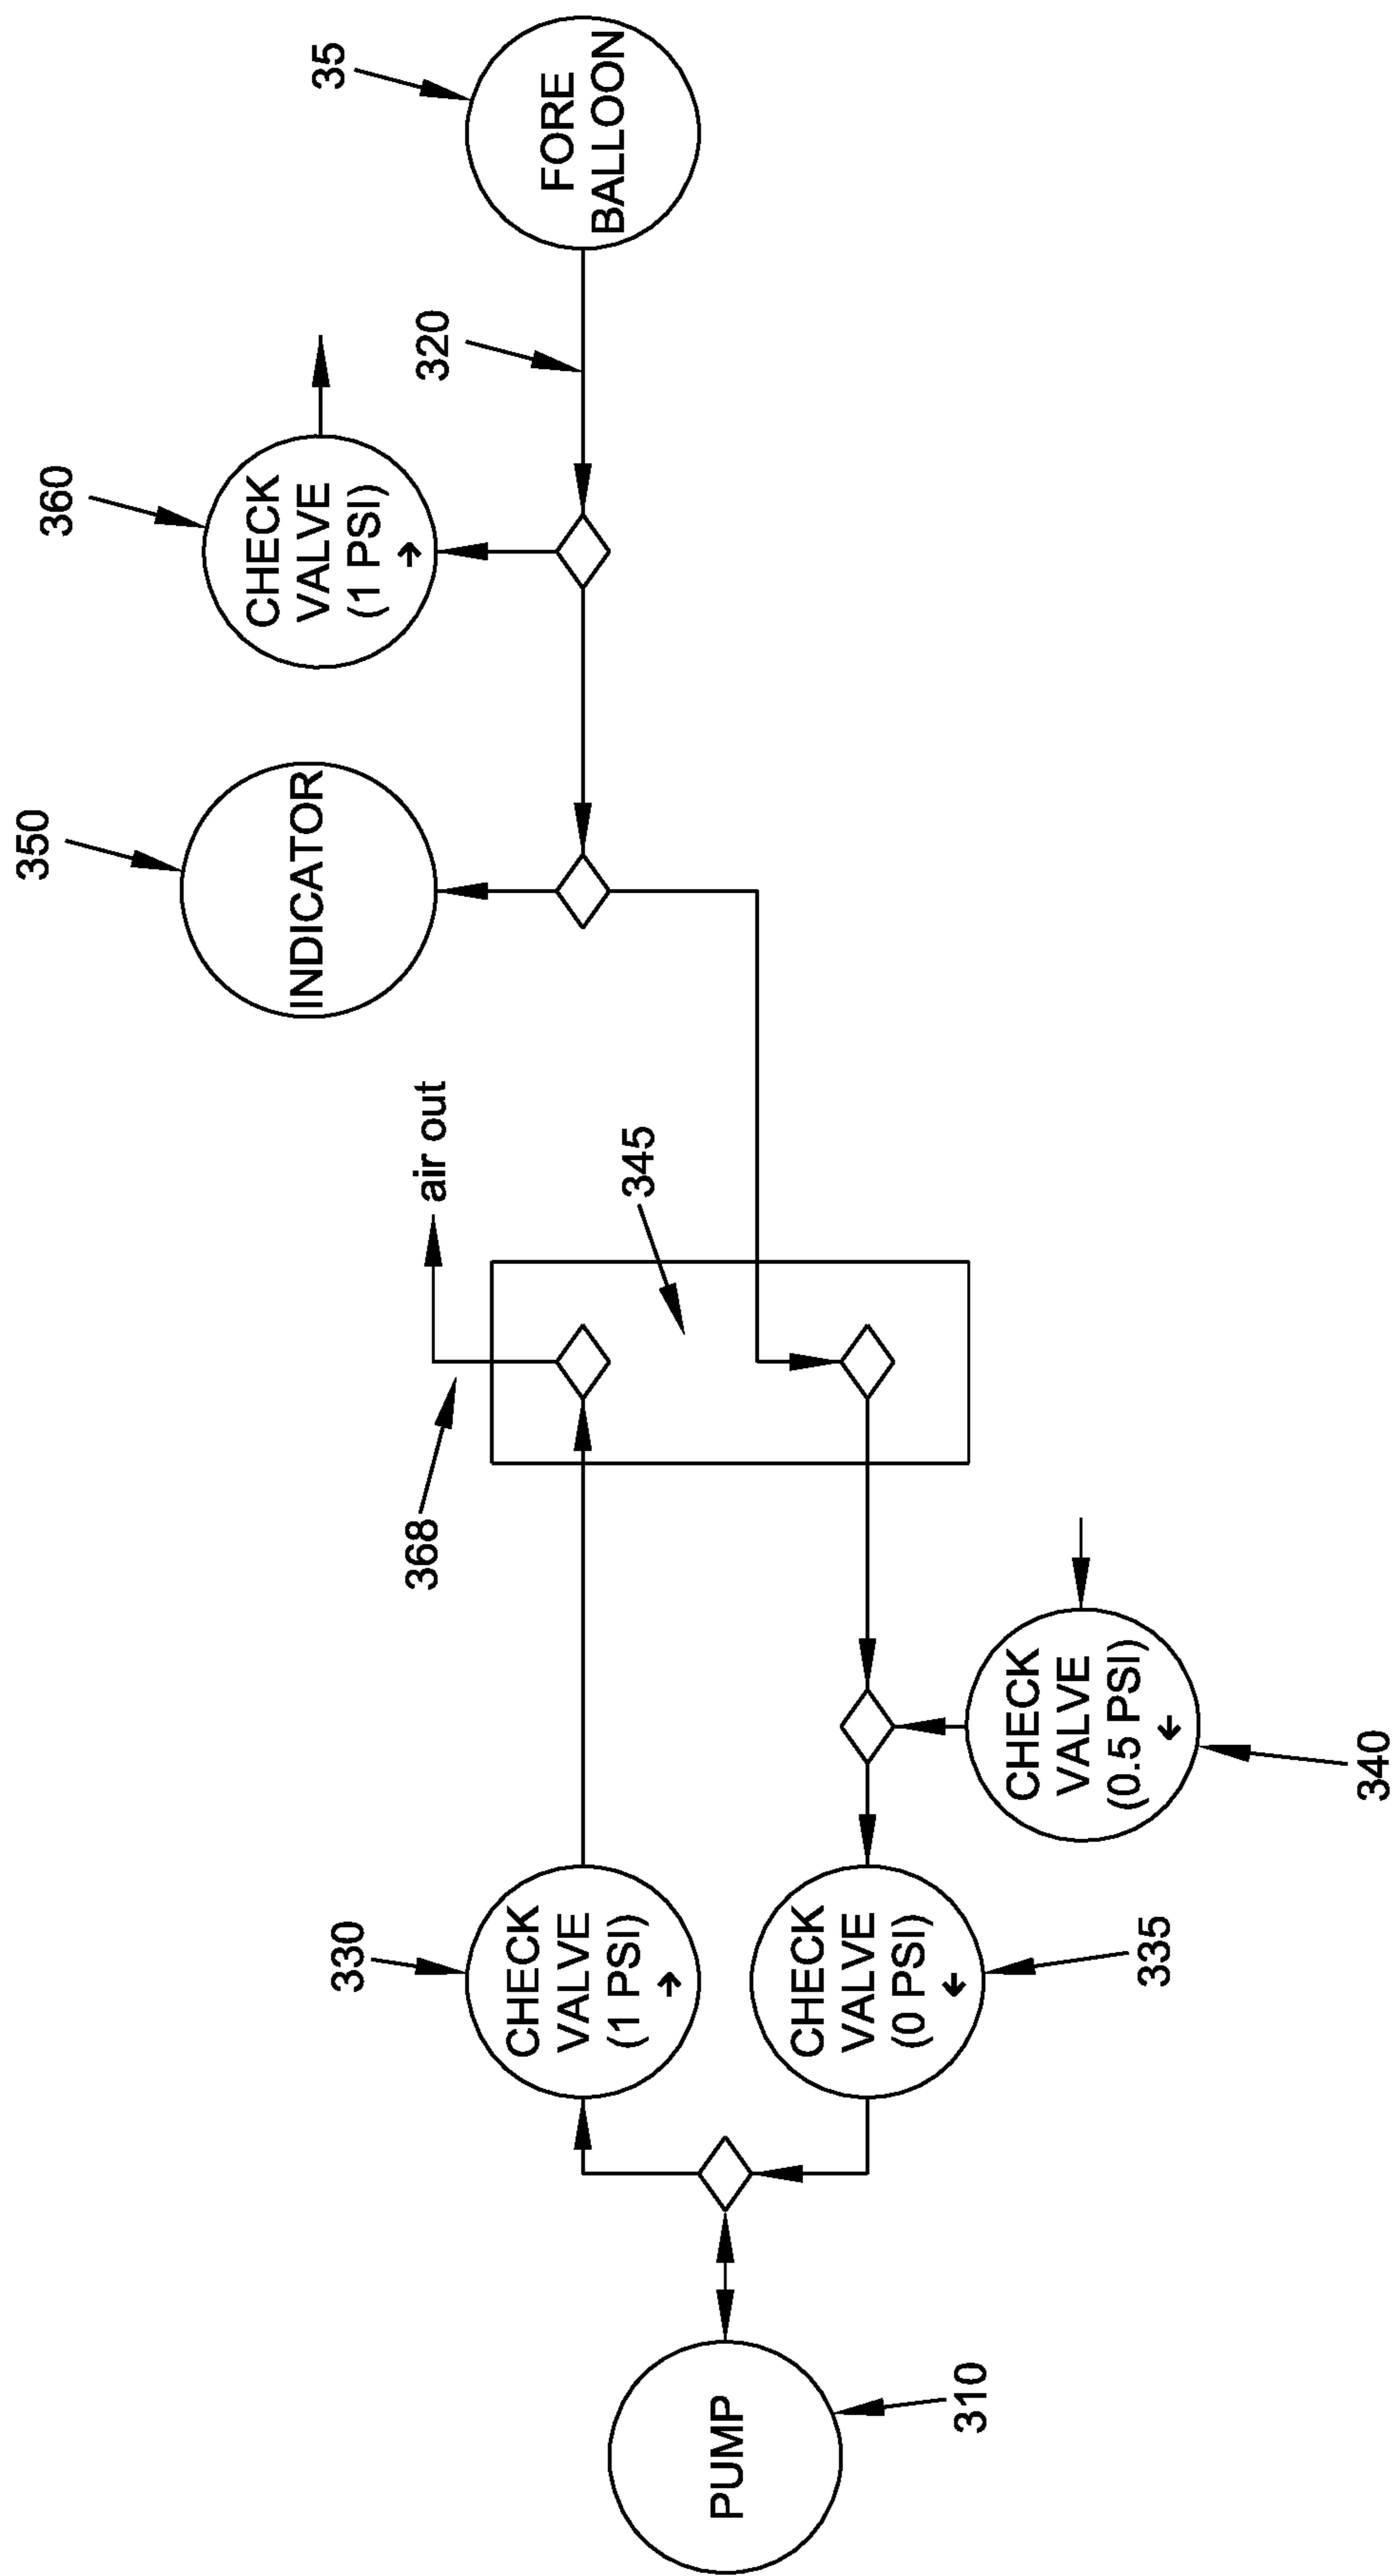 350
360
INDICATOR
CHECK
VALVE
(1 PSI)
→
35
330
368
air out
320
CHECK
VALVE
(1 PSI)
→
FORE
BALLOON
345
PUMP
CHECK
VALVE
(0 PSI)
←
310
CHECK
VALVE
(0.5 PSI)
←
335
340